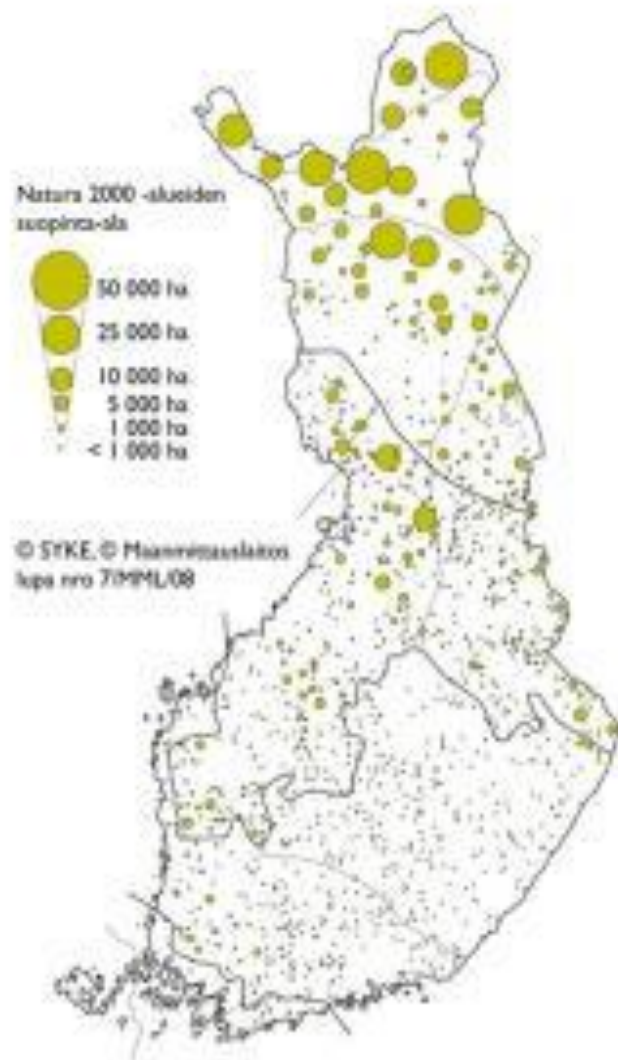 Natura 2000 -alueiden
suopinta-ala
50 000 ha
25 000 ha
10 000 ha
5 000 ha
1 000 ha
< 1 000 ha
© SYKE, © Maanmittauslaitos
lupa nro 7/MML/08